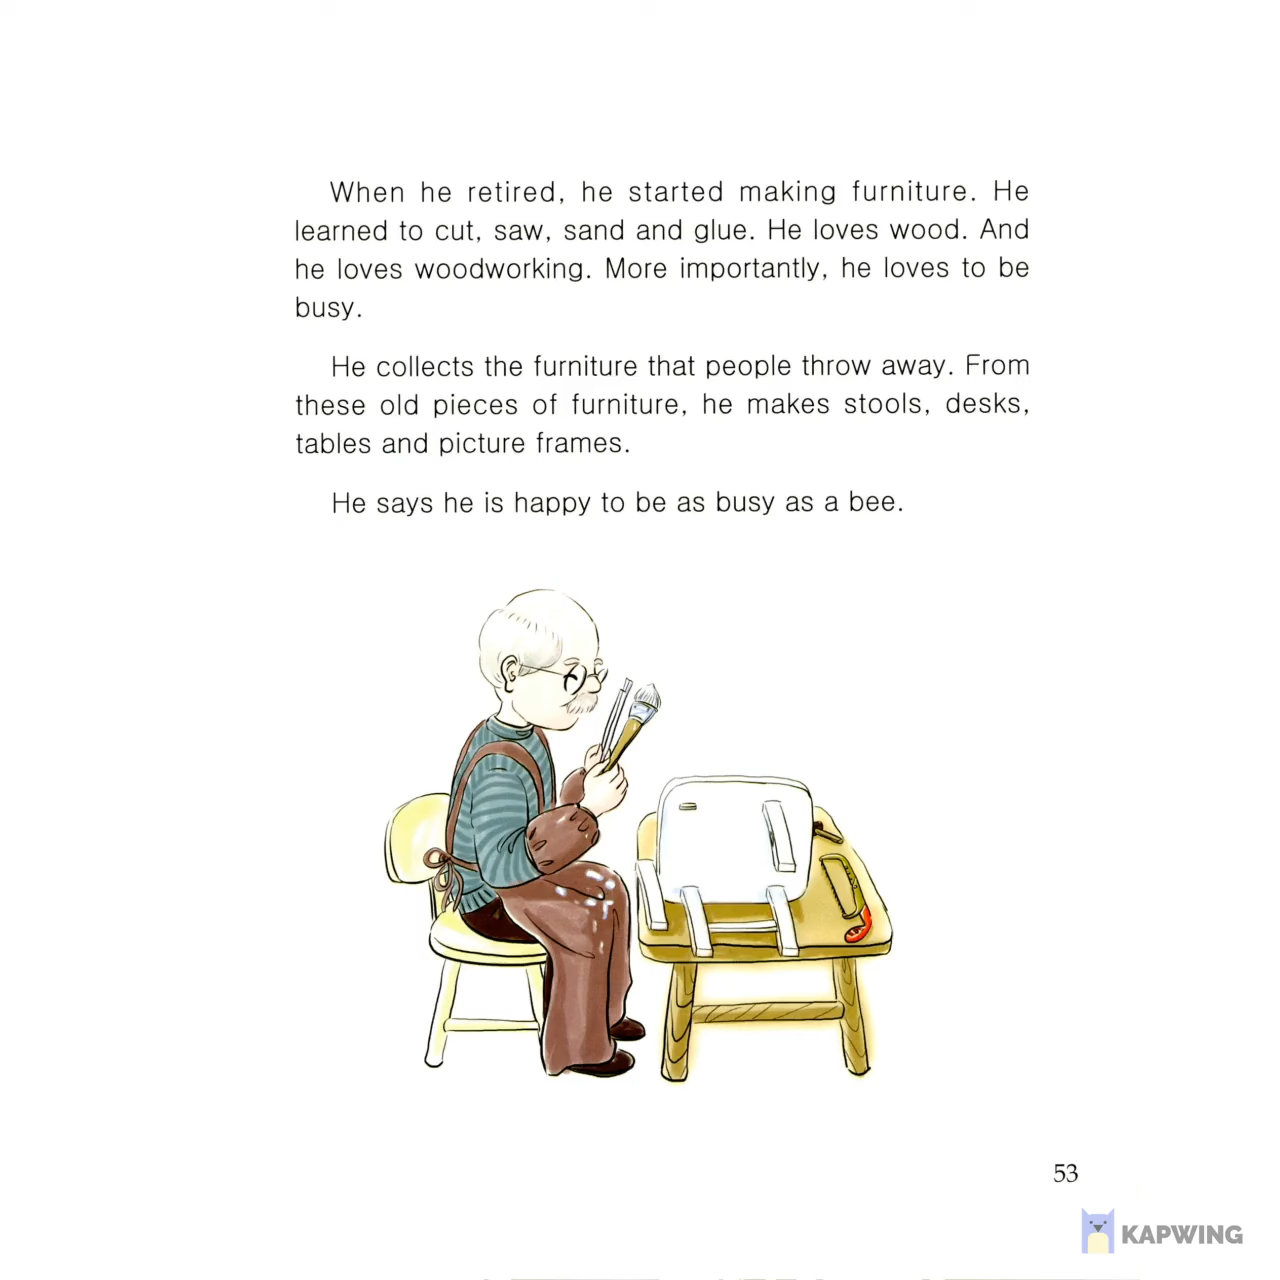 When he retired, he started making furniture. He
learned to cut, saw, sand and glue. He loves wood. And
he loves woodworking. More importantly, he loves to be
busy.
He collects the furniture that people throw away. From
these old pieces of furniture, he makes stools, desks,
tables and picture frames.
He says he is happy to be as busy as a bee.
53
KAPWING